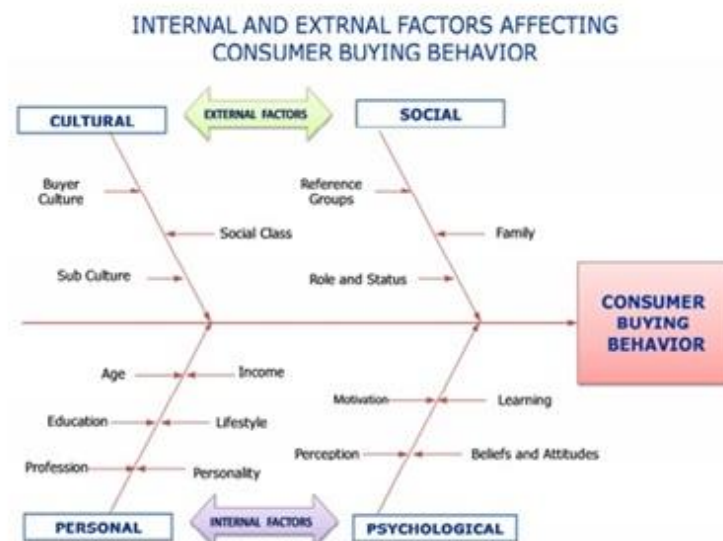 INTERNAL AND EXTRNAL FACTORS AFFECTING
CONSUMER BUYING BEHAVIOR
CULTURAL
EXTERNAL FACTORS
SOCIAL
Buyer
Culture
Reference
Groups
Social Class
Family
Sub Culture
Role and Status
CONSUMER
BUYING
BEHAVIOR
Age
Income
Motivation
Learning
Education
Lifestyle
Perception
Beliefs and Attitudes
Profession
Personality
PERSONAL
INTERNAL FACTORS
PSYCHOLOGICAL